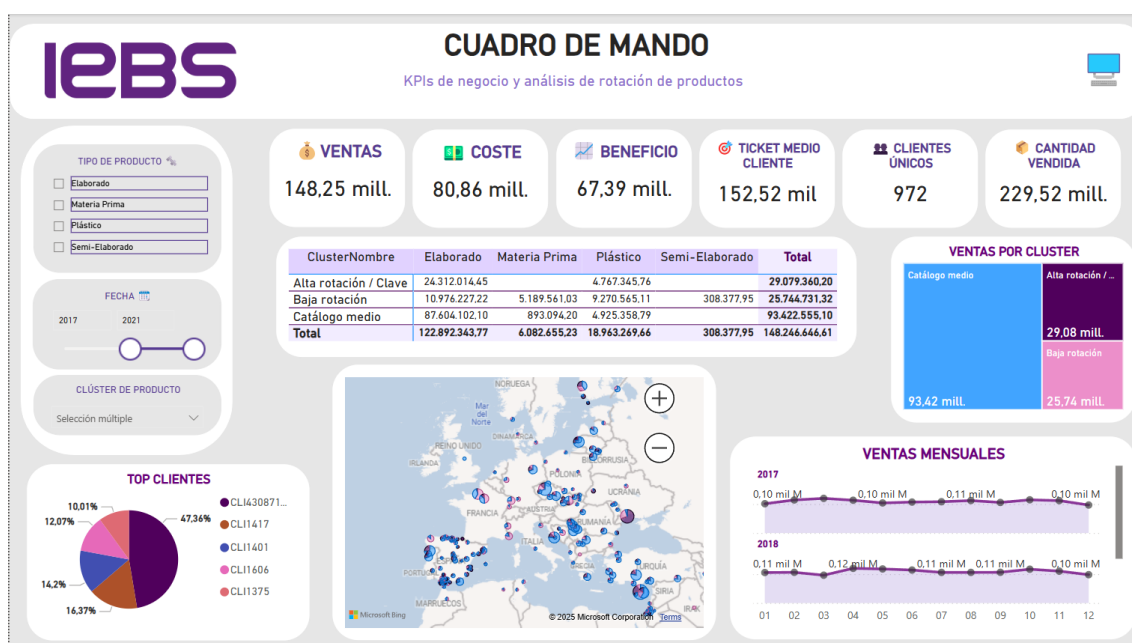 IEBS
CUADRO DE MANDO
KPIs de negocio y análisis de rotación de productos
TIPO DE PRODUCTO
Elaborado
Materia Prima
Plástico
Semi-Elaborado
FECHA
2017 2021
CLÚSTER DE PRODUCTO
Selección múltiple
VENTAS
148,25 mill.
COSTE
80,86 mill.
BENEFICIO
67,39 mill.
TICKET MEDIO
CLIENTE
152,52 mil
CLIENTES
ÚNICOS
972
CANTIDAD
VENDIDA
229,52 mill.
ClusterNombre Elaborado Materia Prima Plástico Semi-Elaborado Total
Alta rotación / Clave 24.312.014,45 4.767.345,76 29.079.360,20
Baja rotación 10.976.227,22 5.189.561,03 9.270.565,11 308.377,95 25.744.731,32
Catálogo medio 87.604.102,10 893.094,20 4.925.358,79 93.422.555,10
Total 122.892.343,77 6.082.655,23 18.963.269,66 308.377,95 148.246.646,61
VENTAS POR CLUSTER
Catálogo medio
93,42 mill.
Alta rotación / ...
29,08 mill.
Baja rotación
25,74 mill.
TOP CLIENTES
47,36%
16,37%
14,2%
12,07%
10,01%
CLI430871...
CLI1417
CLI1401
CLI1606
CLI1375
NORUEGA
Mar
del
Norte
DINAMARCA
REINO UNIDO
IRLANDA
BIELORRUSIA
POLONIA
UCRANIA
FRANCIA
AUSTRIA
RUMANÍA
ITALIA
PORTUGAL
GRECIA
TURQUÍA
SIRIA
IRAK
MARRUECOS
Microsoft Bing
© 2025 Microsoft Corporation Terms
VENTAS MENSUALES
2017
0,10 mil M 0,10 mil M 0,11 mil M 0,10 mil M
2018
0,11 mil M 0,12 mil M 0,11 mil M 0,11 mil M 0,10 mil M
01 02 03 04 05 06 07 08 09 10 11 12